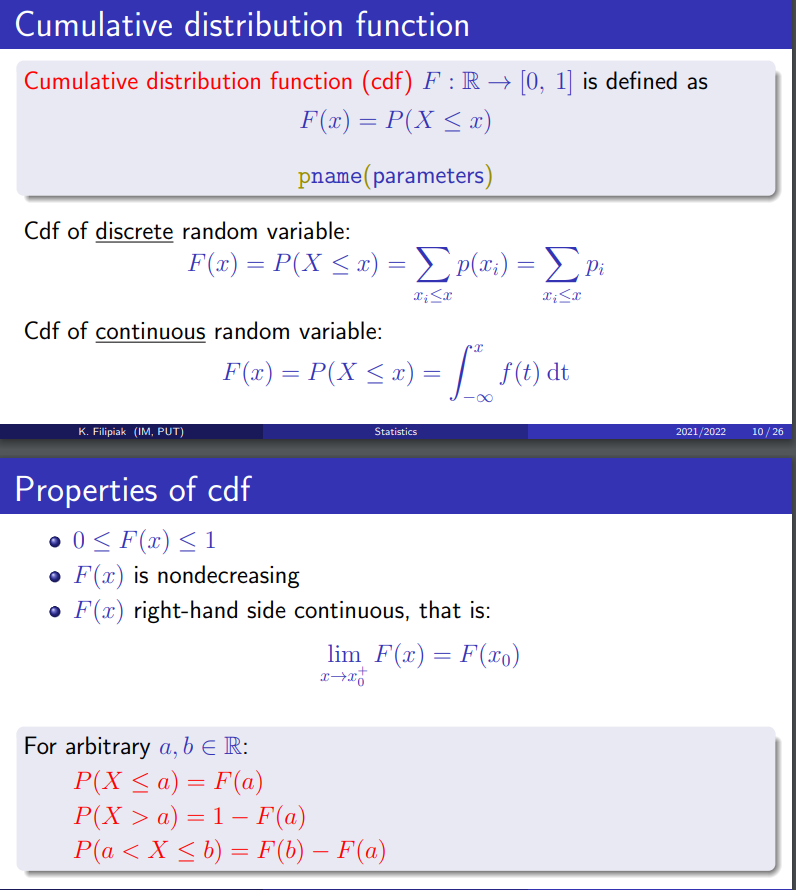 Cumulative distribution function
Cumulative distribution function (cdf) F : ℝ → [0, 1] is defined as
F(x) = P(X ≤ x)
pname(parameters)
Cdf of discrete random variable:
F(x) = P(X ≤ x) = ∑_{x_i≤x} p(x_i) = ∑_{x_i≤x} p_i
Cdf of continuous random variable:
F(x) = P(X ≤ x) = ∫_{−∞}^{x} f(t) dt
K. Filipiak (IM, PUT) Statistics 2021/2022 10 / 26
Properties of cdf
0 ≤ F(x) ≤ 1
F(x) is nondecreasing
F(x) right-hand side continuous, that is:
lim_{x→x_0^+} F(x) = F(x_0)
For arbitrary a, b ∈ ℝ:
P(X ≤ a) = F(a)
P(X > a) = 1 − F(a)
P(a < X ≤ b) = F(b) − F(a)